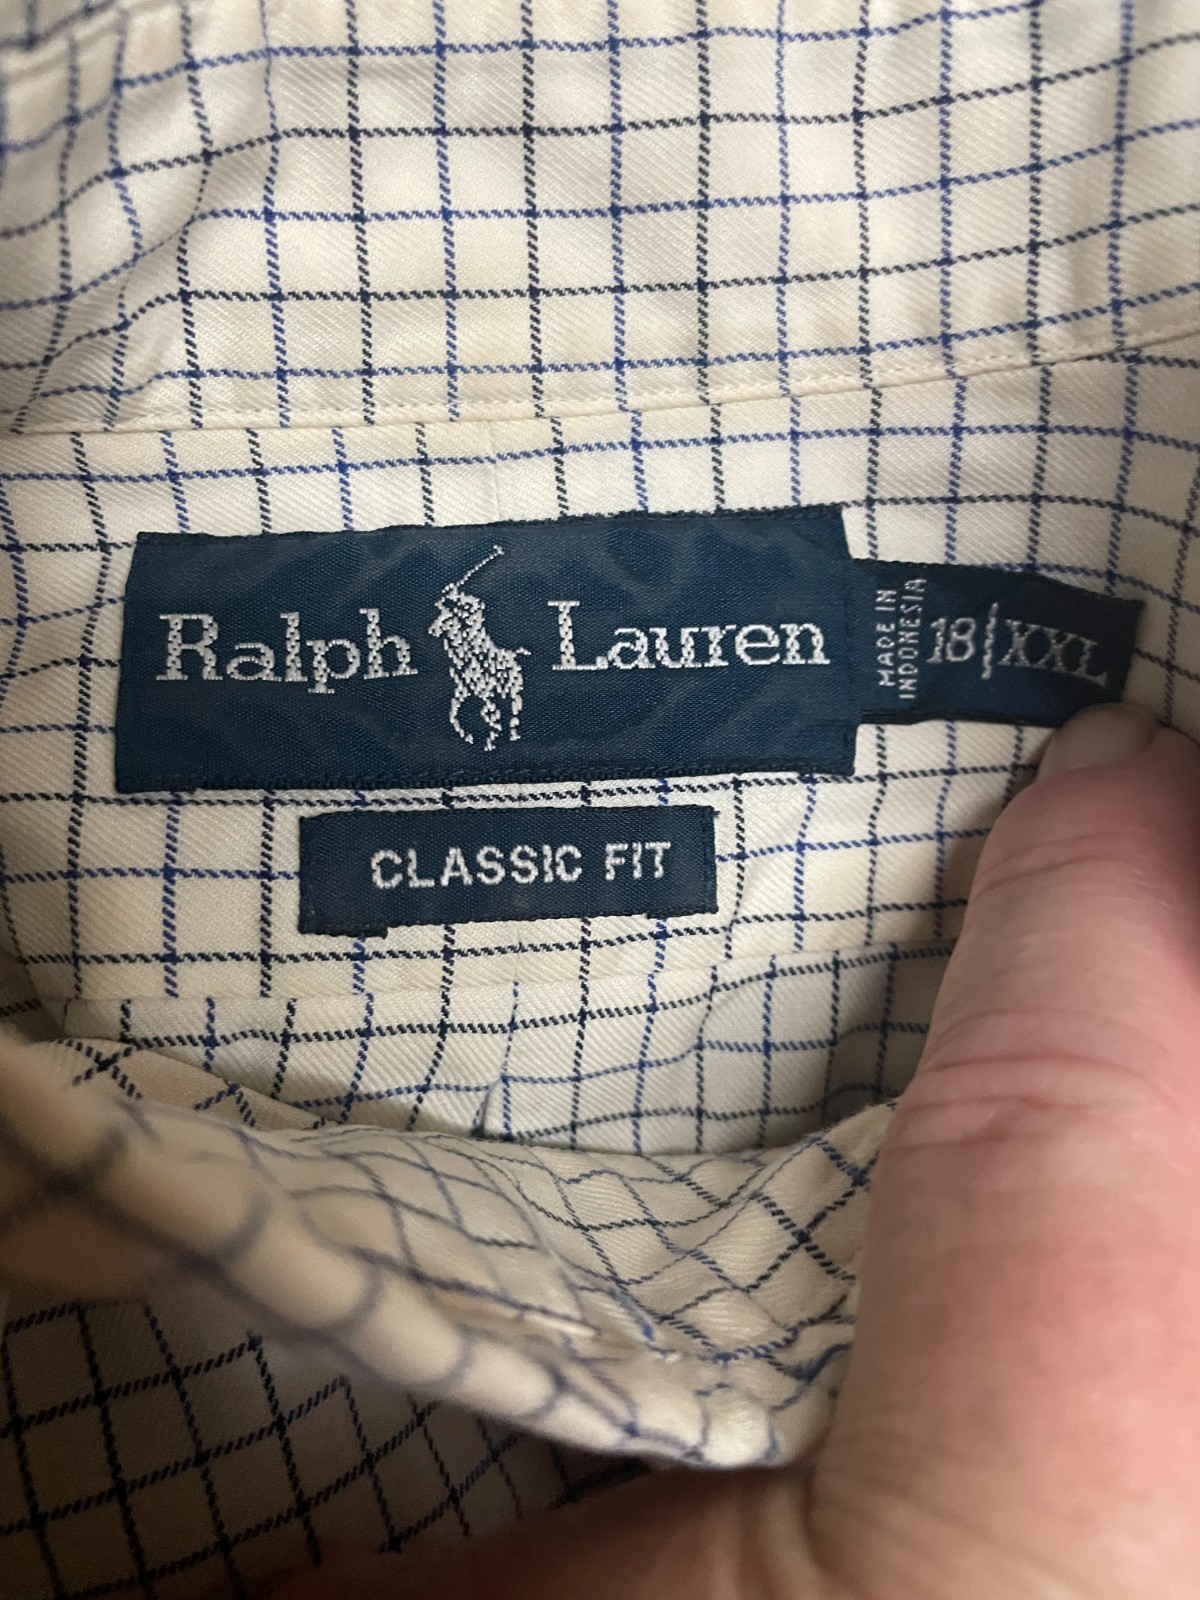 Ralph Lauren
MADE IN
INDONESIA
18/XXL
CLASSIC FIT